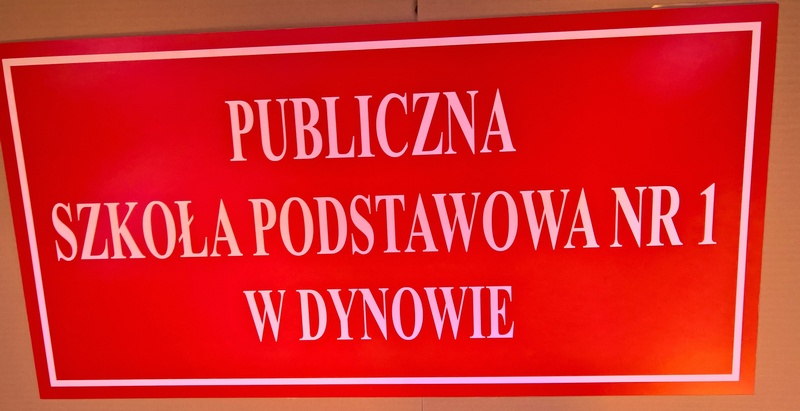 PUBLICZNA
SZKOŁA PODSTAWOWA NR 1
W DYNOWIE